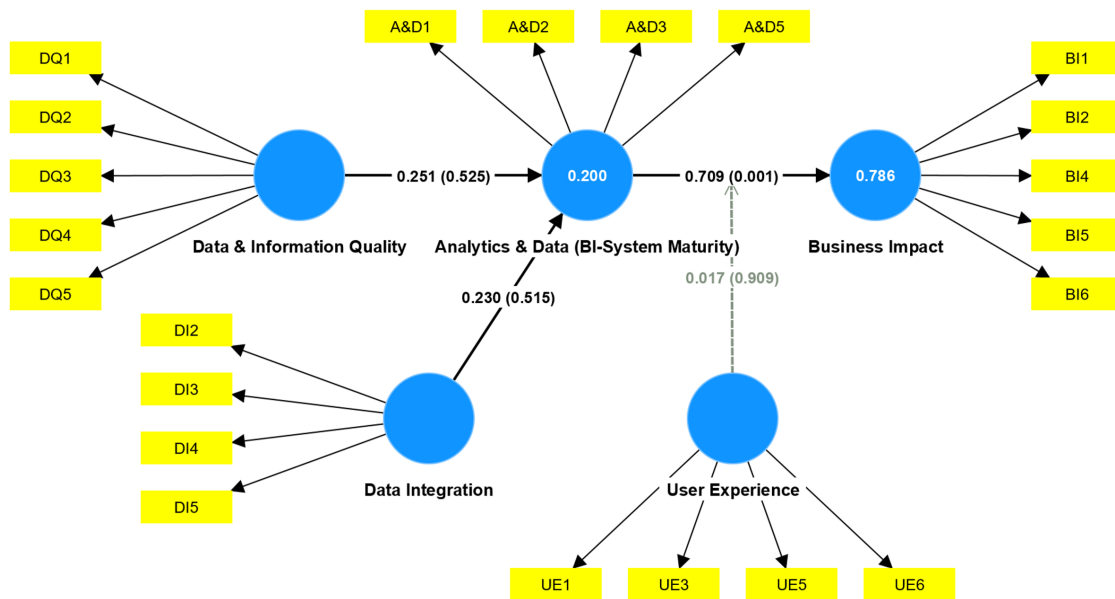 A&D1
A&D2
A&D3
A&D5
DQ1
DQ2
DQ3
DQ4
DQ5
BI1
BI2
BI4
BI5
BI6
0.251 (0.525)
0.200
0.709 (0.001)
0.786
Data & Information Quality
Analytics & Data (BI-System Maturity)
Business Impact
0.017 (0.909)
0.230 (0.515)
DI2
DI3
DI4
DI5
Data Integration
User Experience
UE1
UE3
UE5
UE6